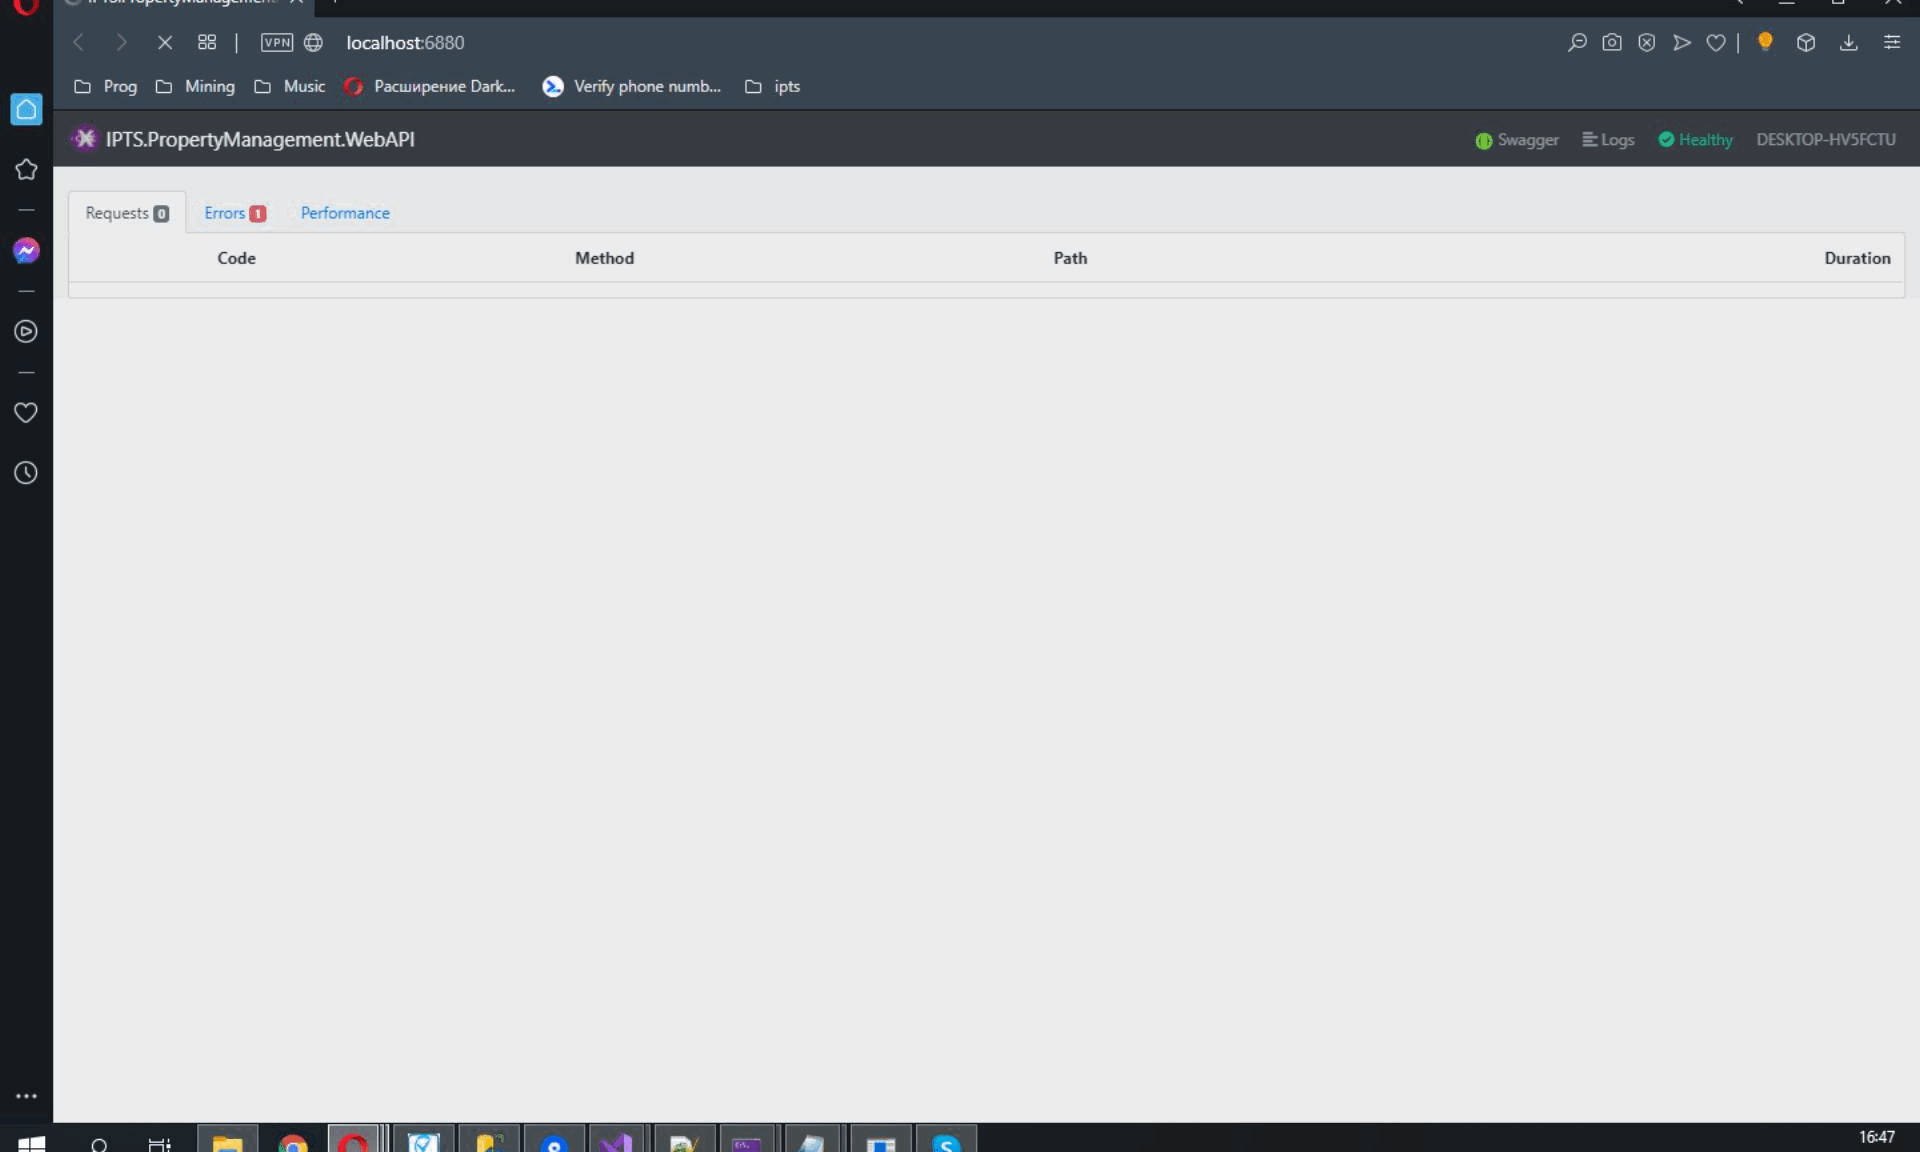 VPN
localhost:6880
Prog
Mining
Music
Расширение Dark...
Verify phone numb...
ipts
IPTS.PropertyManagement.WebAPI
Swagger
Logs
Healthy
DESKTOP-HV5FCTU
Requests 0
Errors 1
Performance
Code
Method
Path
Duration
16:47